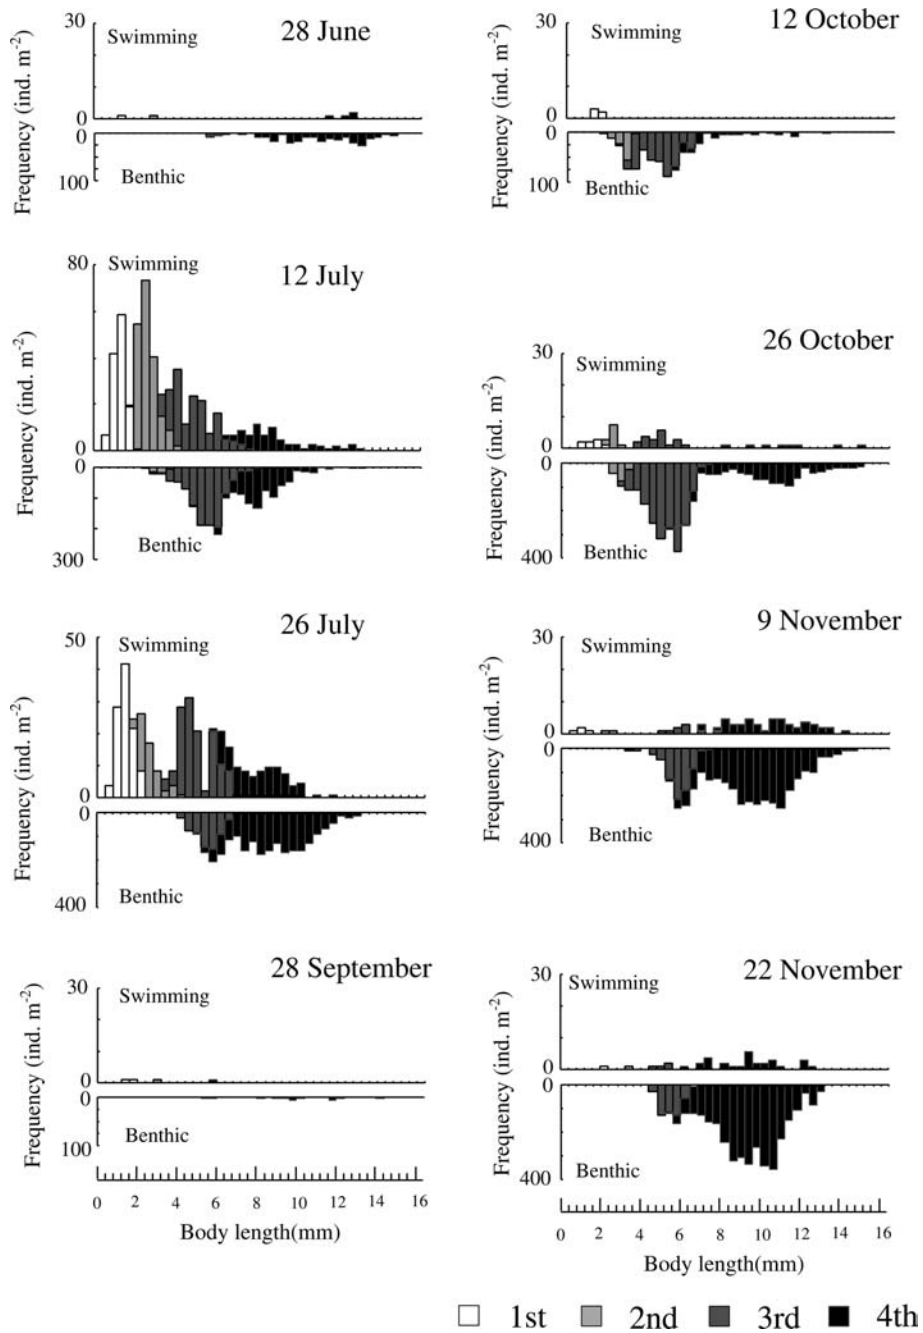 28 June
Swimming
30
0
0
100
Benthic
Frequency (ind. m-2)
12 July
Swimming
80
0
0
300
Benthic
Frequency (ind. m-2)
26 July
Swimming
50
0
0
400
Benthic
Frequency (ind. m-2)
28 September
Swimming
30
0
0
100
Benthic
Frequency (ind. m-2)
0 2 4 6 8 10 12 14 16
Body length(mm)
12 October
Swimming
30
0
0
100
Benthic
Frequency (ind. m-2)
26 October
Swimming
30
0
0
400
Benthic
Frequency (ind. m-2)
9 November
Swimming
30
0
0
400
Benthic
Frequency (ind. m-2)
22 November
Swimming
30
0
0
400
Benthic
Frequency (ind. m-2)
0 2 4 6 8 10 12 14 16
Body length(mm)
1st 2nd 3rd 4th